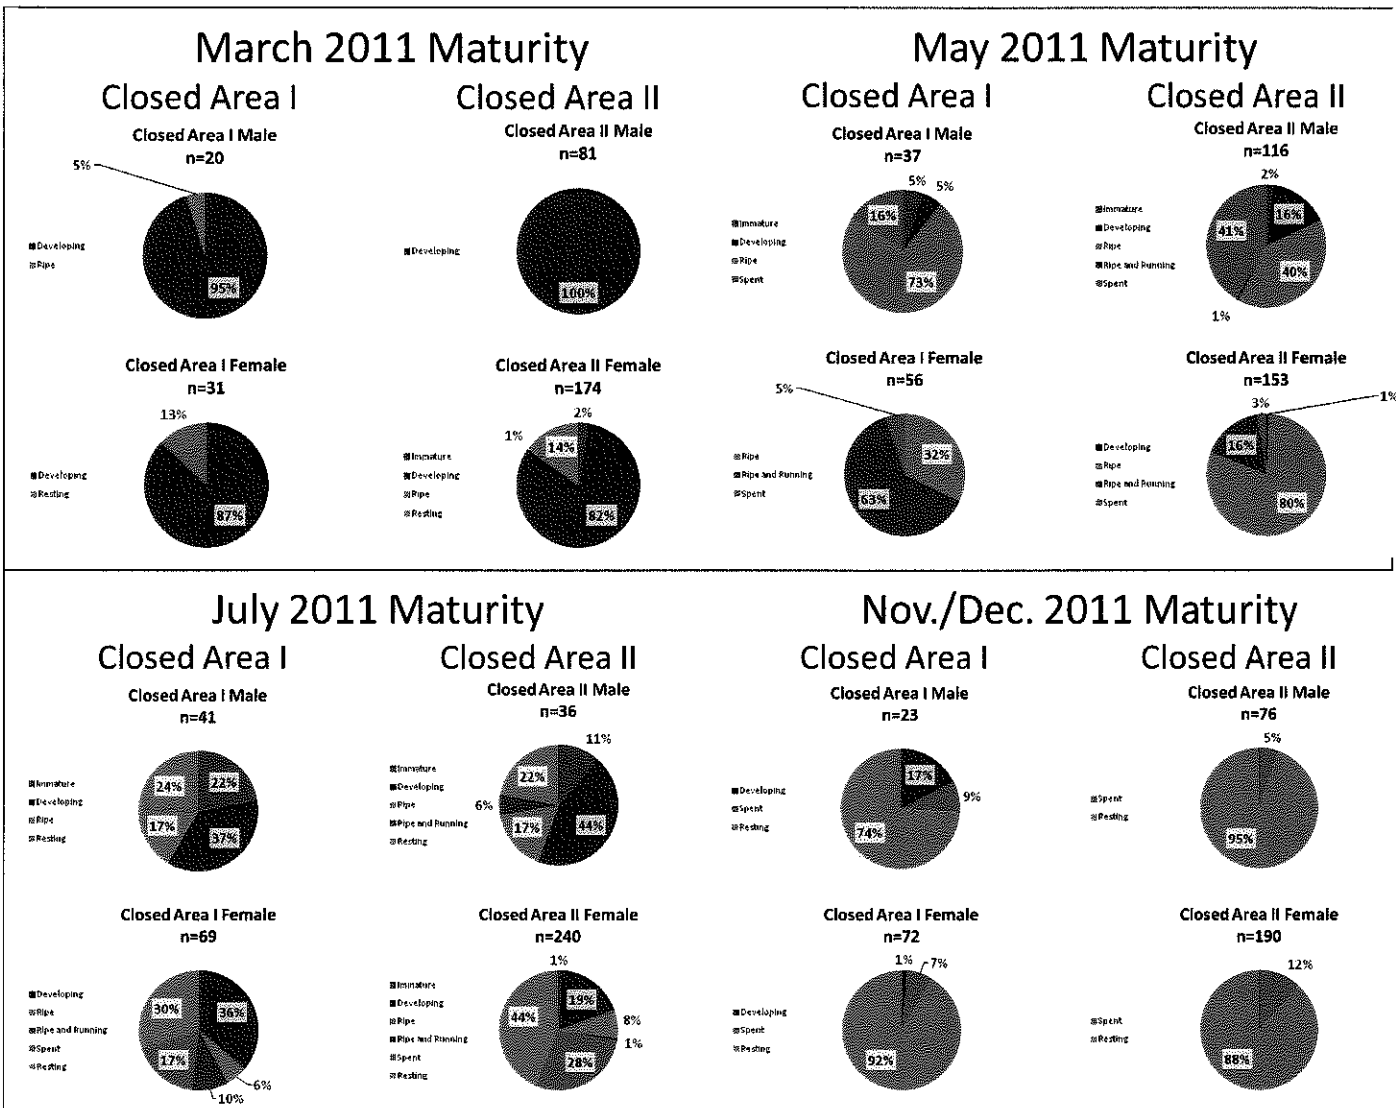 March 2011 Maturity
Closed Area I
Closed Area II
Closed Area I Male
n=20
5%
95%
Developing
Ripe
Closed Area II Male
n=81
100%
Developing
Closed Area I Female
n=31
13%
87%
Developing
Resting
Closed Area II Female
n=174
2%
1%
14%
82%
Immature
Developing
Ripe
Resting
May 2011 Maturity
Closed Area I
Closed Area II
Closed Area I Male
n=37
5%
5%
16%
73%
Immature
Developing
Ripe
Spent
Closed Area II Male
n=116
2%
16%
41%
40%
1%
Immature
Developing
Ripe
Ripe and Running
Spent
Closed Area I Female
n=56
5%
32%
63%
Ripe
Ripe and Running
Spent
Closed Area II Female
n=153
3%
1%
16%
80%
Developing
Ripe
Ripe and Running
Spent
July 2011 Maturity
Closed Area I
Closed Area II
Closed Area I Male
n=41
24%
22%
17%
37%
Immature
Developing
Ripe
Resting
Closed Area II Male
n=36
11%
22%
6%
17%
44%
Immature
Developing
Ripe
Ripe and Running
Resting
Closed Area I Female
n=69
30%
36%
17%
6%
10%
Developing
Ripe
Ripe and Running
Spent
Resting
Closed Area II Female
n=240
1%
19%
44%
8%
1%
28%
Immature
Developing
Ripe
Ripe and Running
Spent
Resting
Nov./Dec. 2011 Maturity
Closed Area I
Closed Area II
Closed Area I Male
n=23
17%
9%
74%
Developing
Spent
Resting
Closed Area II Male
n=76
5%
95%
Spent
Resting
Closed Area I Female
n=72
1%
7%
92%
Developing
Spent
Resting
Closed Area II Female
n=190
12%
88%
Spent
Resting